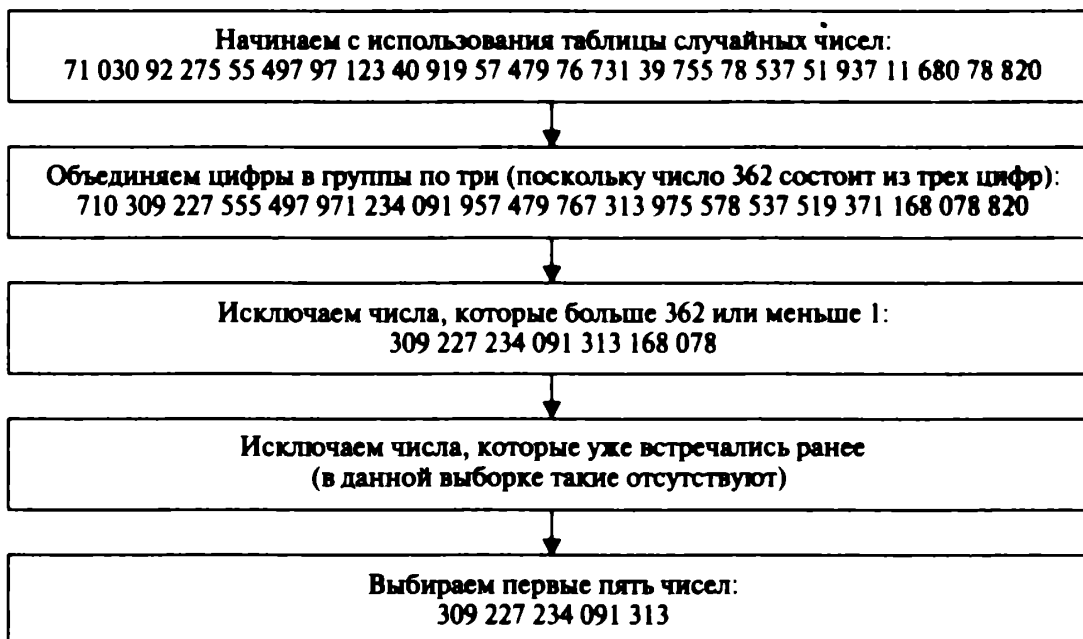 Начинаем с использования таблицы случайных чисел:
71 030 92 275 55 497 97 123 40 919 57 479 76 731 39 755 78 537 51 937 11 680 78 820
Объединяем цифры в группы по три (поскольку число 362 состоит из трех цифр):
710 309 227 555 497 971 234 091 957 479 767 313 975 578 537 519 371 168 078 820
Исключаем числа, которые больше 362 или меньше 1:
309 227 234 091 313 168 078
Исключаем числа, которые уже встречались ранее
(в данной выборке такие отсутствуют)
Выбираем первые пять чисел:
309 227 234 091 313